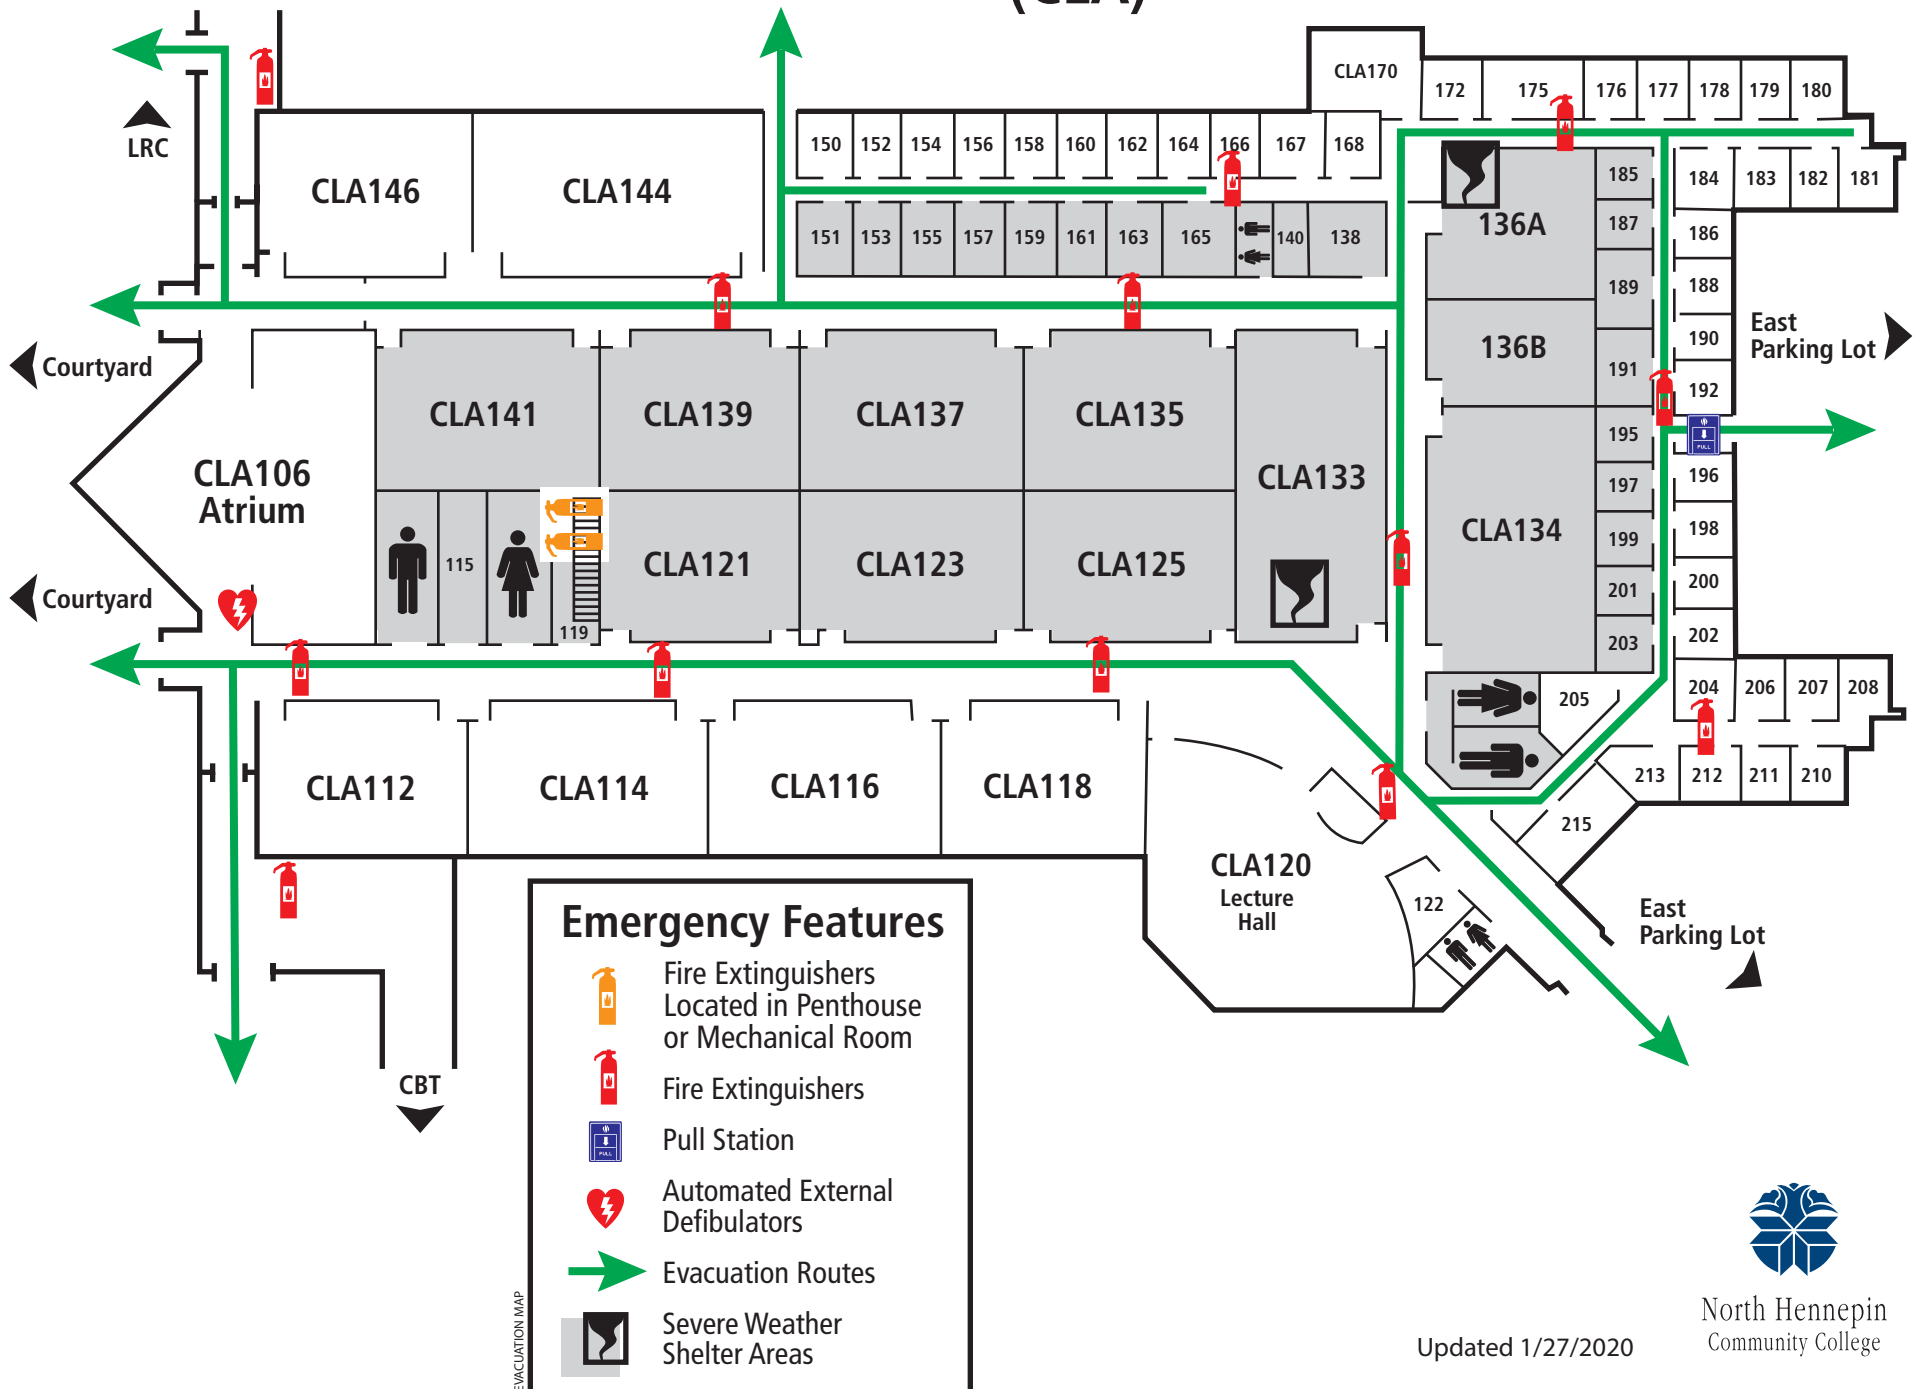 (CLA)
CLA170
172
175
176
177
178
179
180
LRC
CLA146
CLA144
150
152
154
156
158
160
162
164
166
167
168
185
184
183
182
181
136A
187
186
151
153
155
157
159
161
163
165
140
138
189
188
East
Parking Lot
190
136B
191
192
Courtyard
CLA141
CLA139
CLA137
CLA135
195
PULL
CLA106
Atrium
CLA133
196
197
CLA134
198
199
115
CLA121
CLA123
CLA125
200
201
Courtyard
119
202
203
204
206
207
208
205
CLA112
CLA114
CLA116
CLA118
213
212
211
210
215
CLA120
Lecture
Hall
122
East
Parking Lot
CBT
Emergency Features
Fire Extinguishers
Located in Penthouse
or Mechanical Room
Fire Extinguishers
PULL
Pull Station
Automated External
Defibulators
Evacuation Routes
Severe Weather
Shelter Areas
EVACUATION MAP
Updated 1/27/2020
North Hennepin
Community College